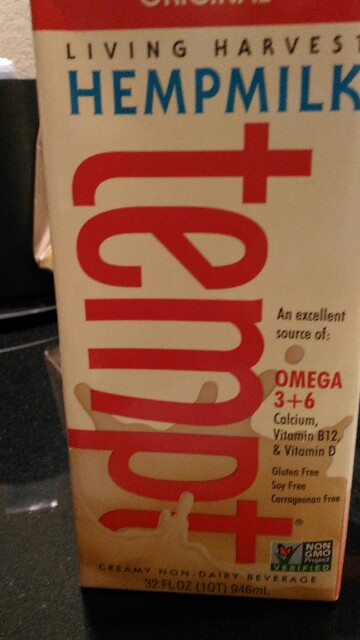 ORIGINAL
LIVING HARVEST
HEMPMILK
tempt®
An excellent
source of:
OMEGA
3+6
Calcium,
Vitamin B12,
& Vitamin D
Gluten Free
Soy Free
Carrageenan Free
NON
GMO
Project
VERIFIED
CREAMY NON-DAIRY BEVERAGE
32 FL OZ (1QT) 946mL